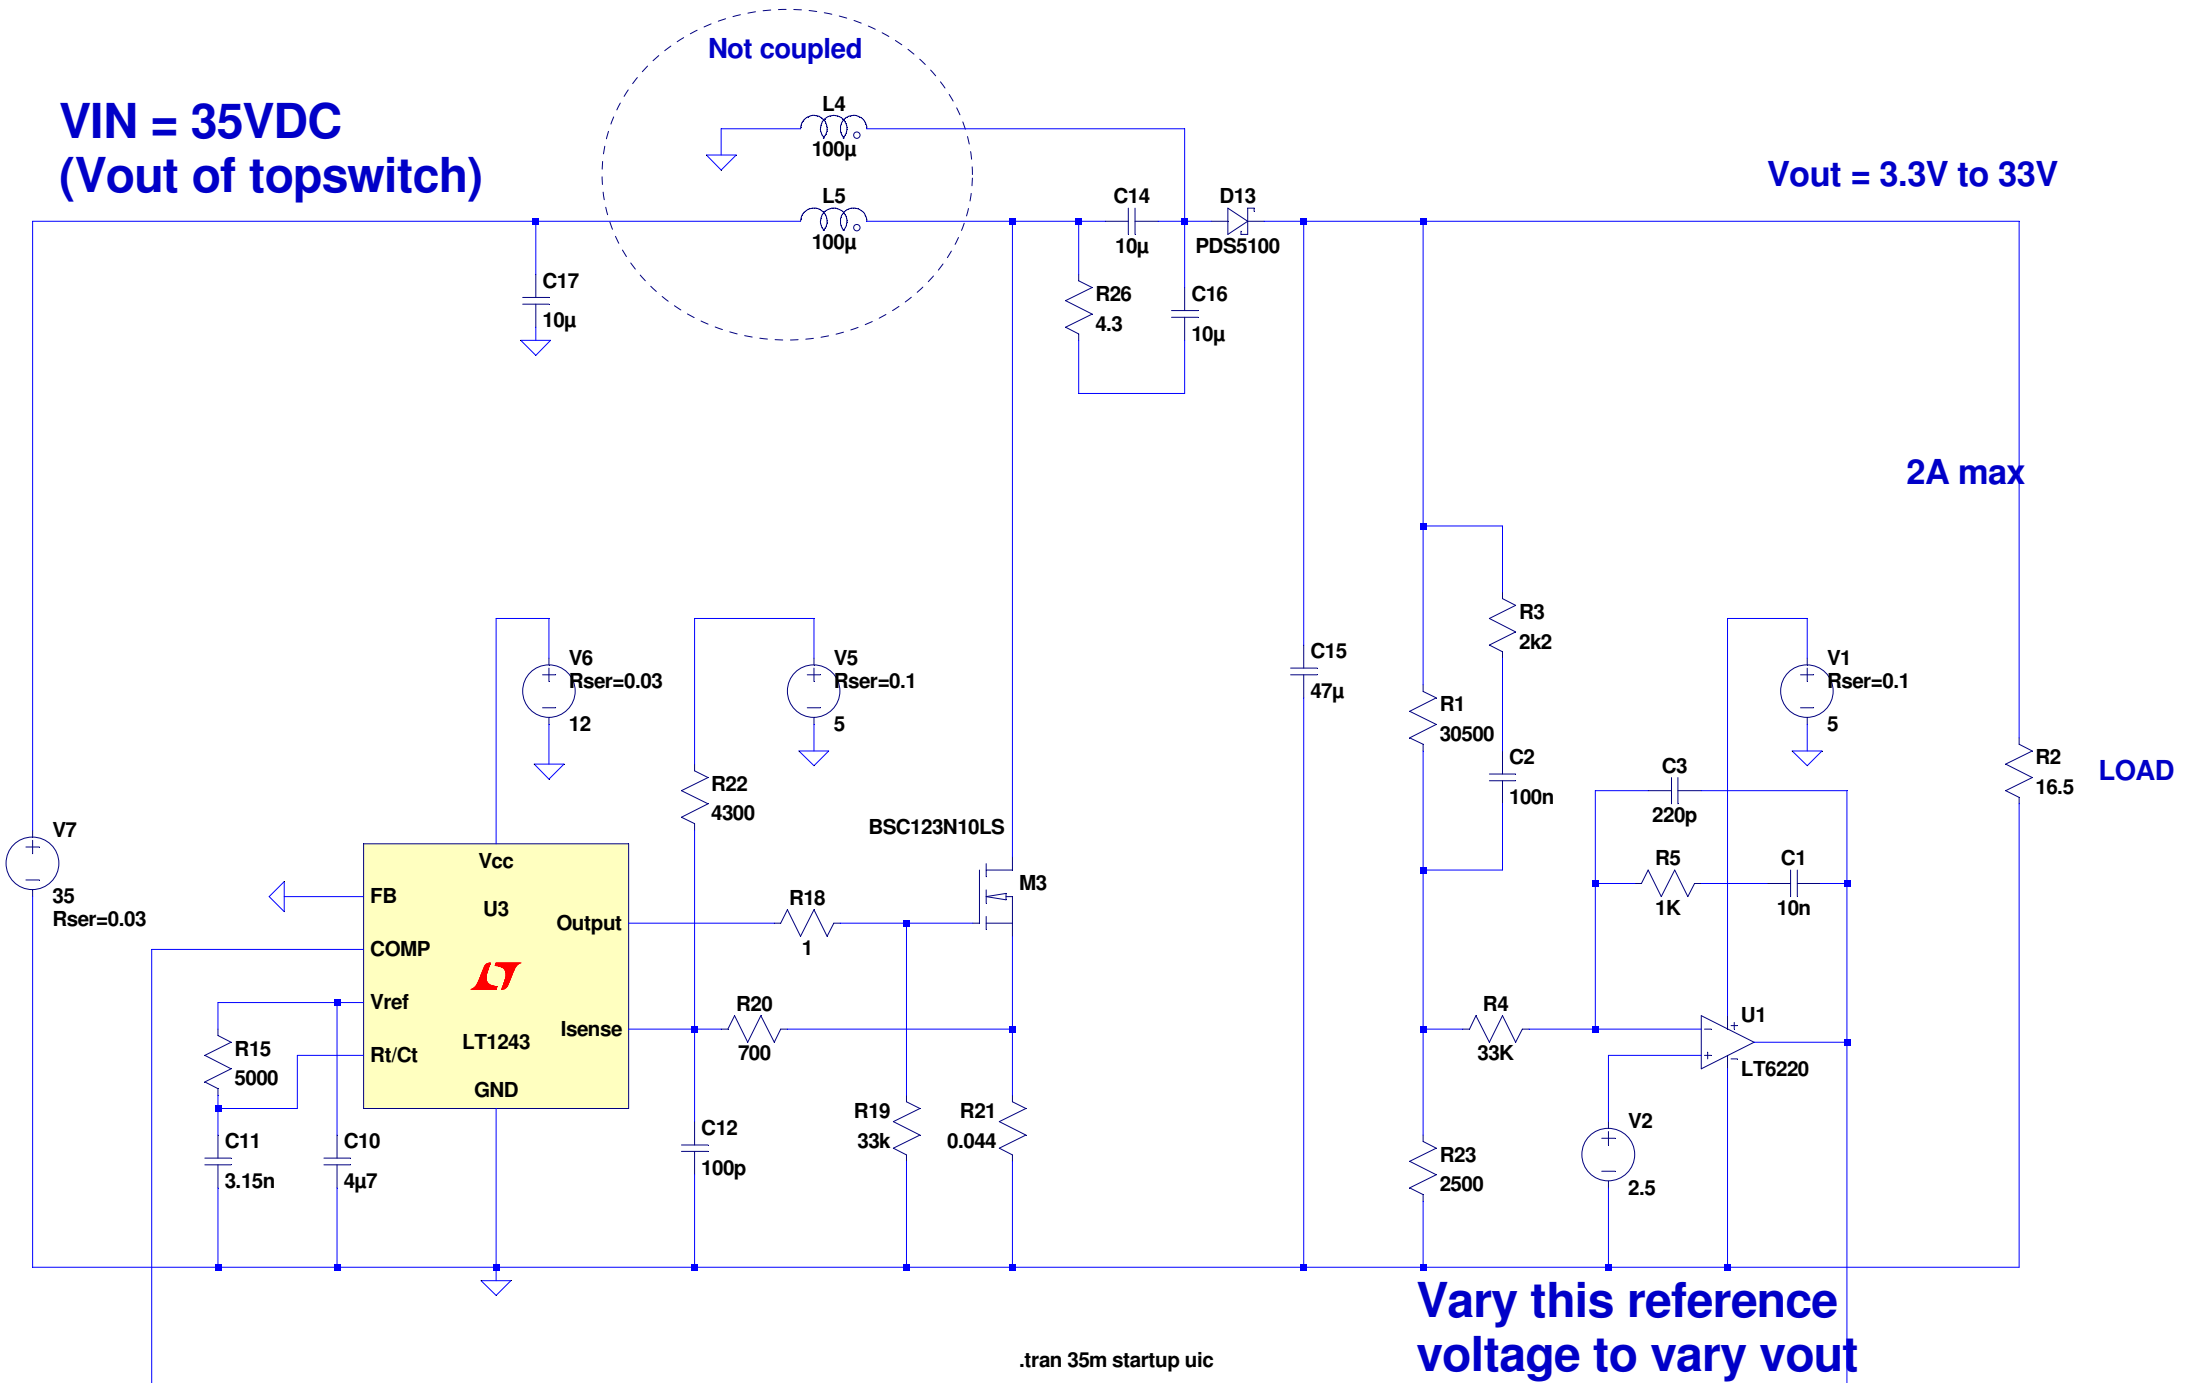 Not coupled
VIN = 35VDC
(Vout of topswitch)
Vout = 3.3V to 33V
L4
100µ
L5
100µ
C14
10µ
D13
PDS5100
C17
10µ
R26
4.3
C16
10µ
2A max
V6
Rser=0.03
12
V5
Rser=0.1
5
R22
4300
C15
47µ
R3
2k2
R1
30500
C2
100n
V1
Rser=0.1
5
C3
220p
R5
1K
C1
10n
R2
16.5
LOAD
V7
35
Rser=0.03
Vcc
FB
U3
Output
COMP
Vref
Isense
LT1243
Rt/Ct
GND
R18
1
BSC123N10LS
M3
R20
700
R15
5000
C11
3.15n
C10
4µ7
C12
100p
R19
33k
R21
0.044
R4
33K
U1
LT6220
V2
2.5
R23
2500
Vary this reference
voltage to vary vout
.tran 35m startup uic